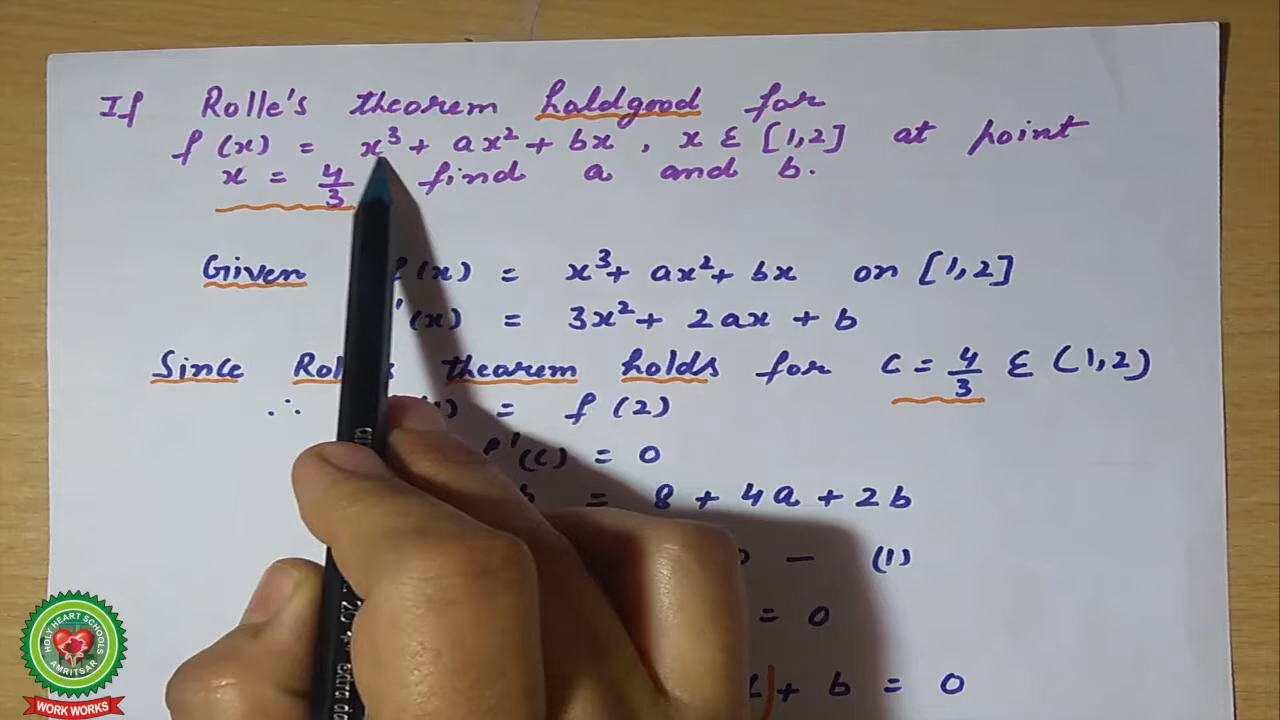 If Rolle's theorem holdgood for
f(x) = x³ + ax² + bx , x ε [1,2] at point
x = 4/3 find a and b.
Given f(x) = x³ + ax² + bx on [1,2]
'(x) = 3x² + 2ax + b
Since Rol s thearem holds for C = 4/3 ε (1,2)
∴ = f(2)
f'(c) = 0
= 8 + 4a + 2b
— (1)
= 0
+ b = 0
HOLY HEART SCHOOLS
AMRITSAR
WORK WORKS